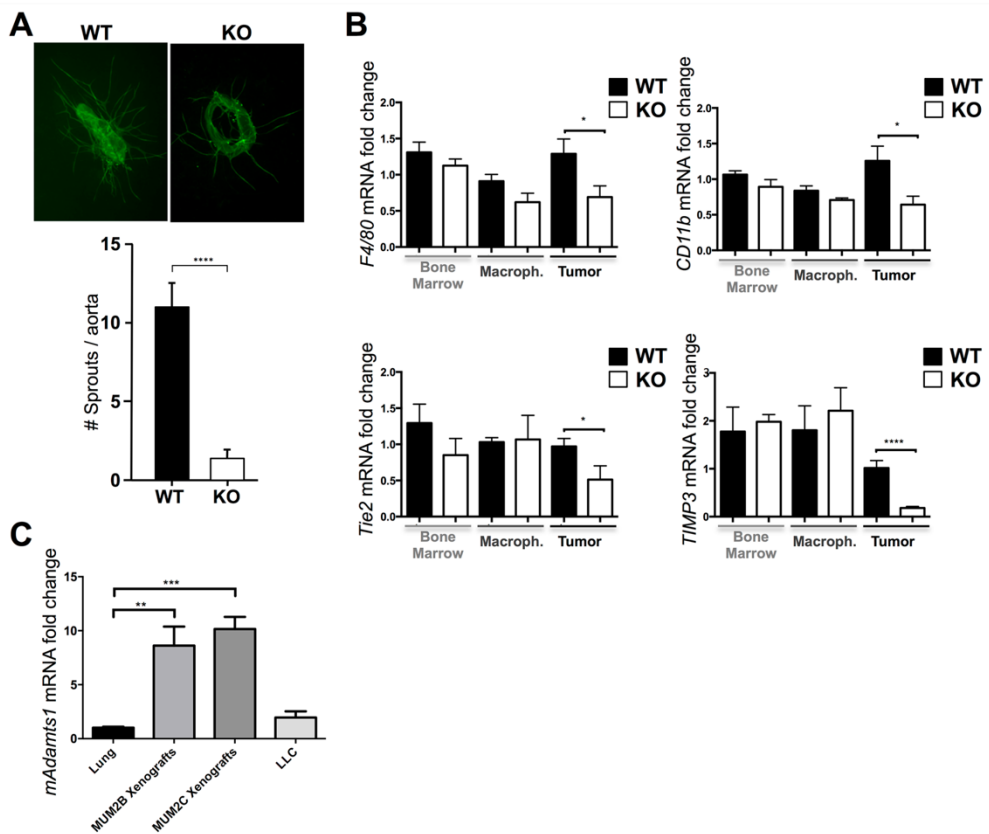 A
WT
KO
15
10
5
0
# Sprouts / aorta
****
WT
KO
B
WT
KO
F4/80 mRNA fold change
2.0
1.5
1.0
0.5
0.0
*
Bone
Marrow
Macroph.
Tumor
WT
KO
CD11b mRNA fold change
2.0
1.5
1.0
0.5
0.0
*
Bone
Marrow
Macroph.
Tumor
WT
KO
Tie2 mRNA fold change
2.0
1.5
1.0
0.5
0.0
*
Bone
Marrow
Macroph.
Tumor
WT
KO
TIMP3 mRNA fold change
3
2
1
0
****
Bone
Marrow
Macroph.
Tumor
C
mAdamts1 mRNA fold change
15
10
5
0
***
**
Lung
MUM2B Xenografts
MUM2C Xenografts
LLC